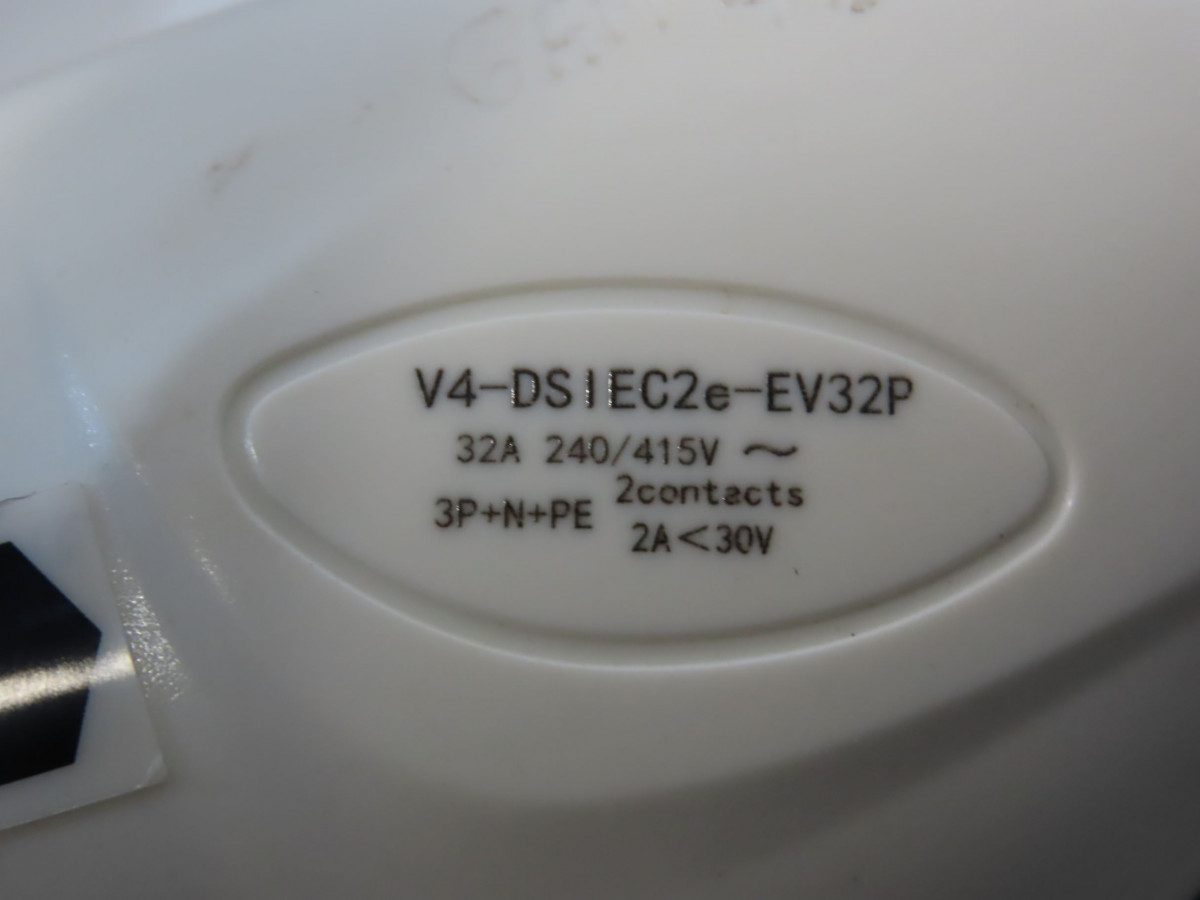 V4-DSIEC2e-EV32P
32A 240/415V ～
3P+N+PE
2contacts
2A<30V